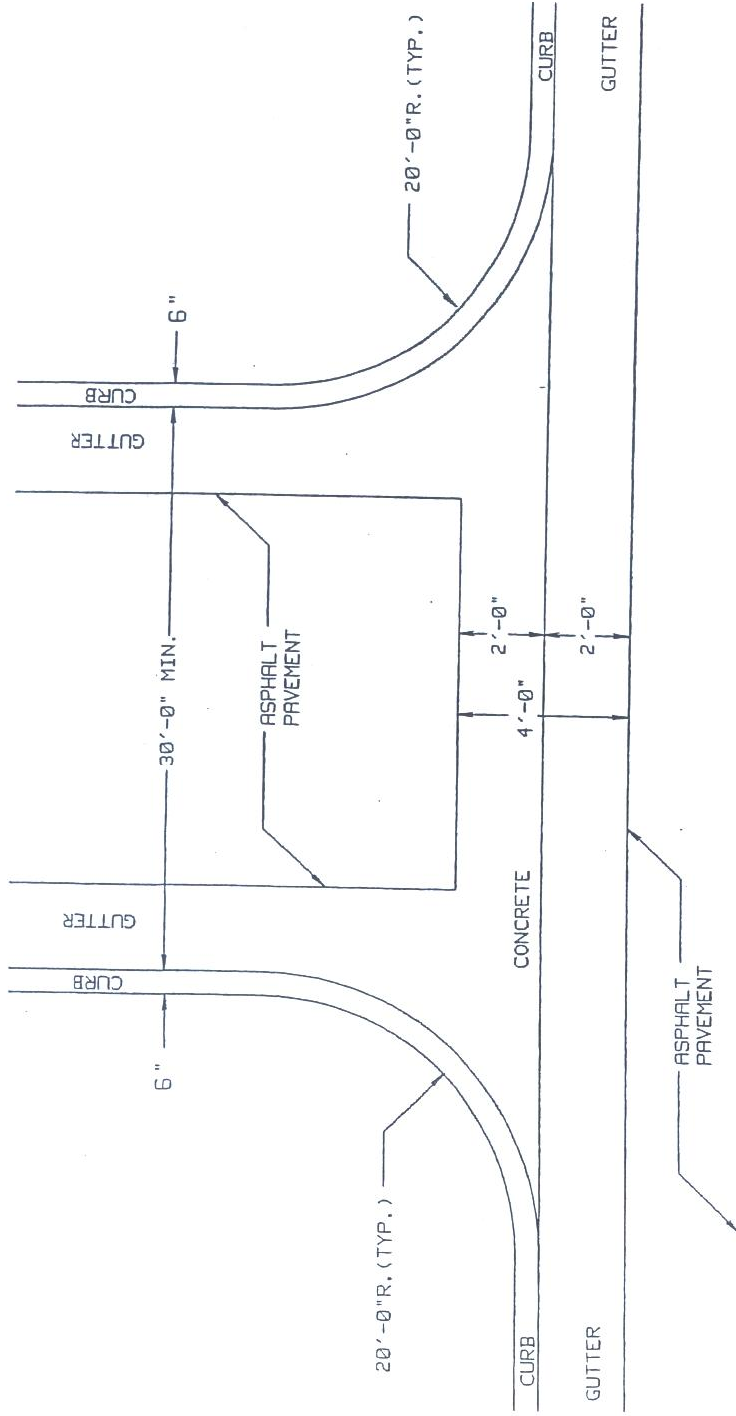 20'-0"R.(TYP.)
CURB
GUTTER
6"
CURB
GUTTER
30'-0" MIN.
ASPHALT
PAVEMENT
2'-0"
2'-0"
4'-0"
GUTTER
CURB
6"
CONCRETE
ASPHALT
PAVEMENT
20'-0"R.(TYP.)
CURB
GUTTER